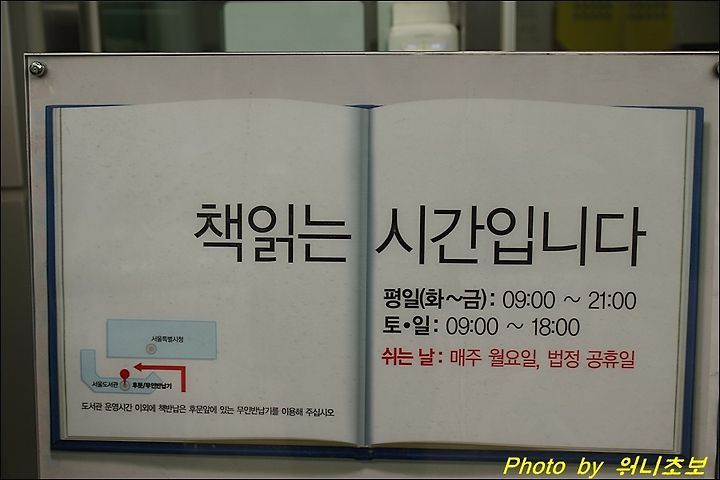 책읽는 시간입니다
평일(화~금) : 09:00 ~ 21:00
토•일 : 09:00 ~ 18:00
쉬는 날 : 매주 월요일, 법정 공휴일
서울특별시청
서울도서관
후문/무인반납기
도서관 운영시간 이외에 책반납은 후문앞에 있는 무인반납기를 이용해 주십시오
Photo by 워니초보